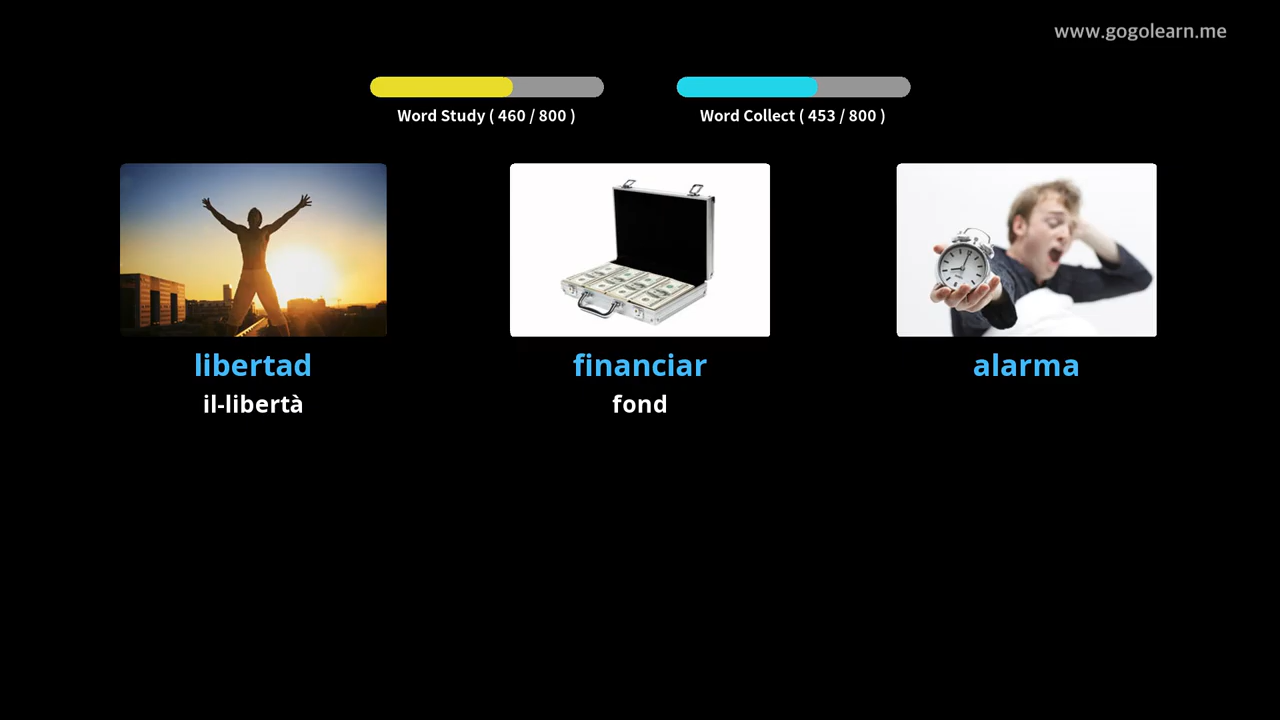 www.gogolearn.me
Word Study ( 460 / 800 )
Word Collect ( 453 / 800 )
libertad
financiar
alarma
il-libertà
fond